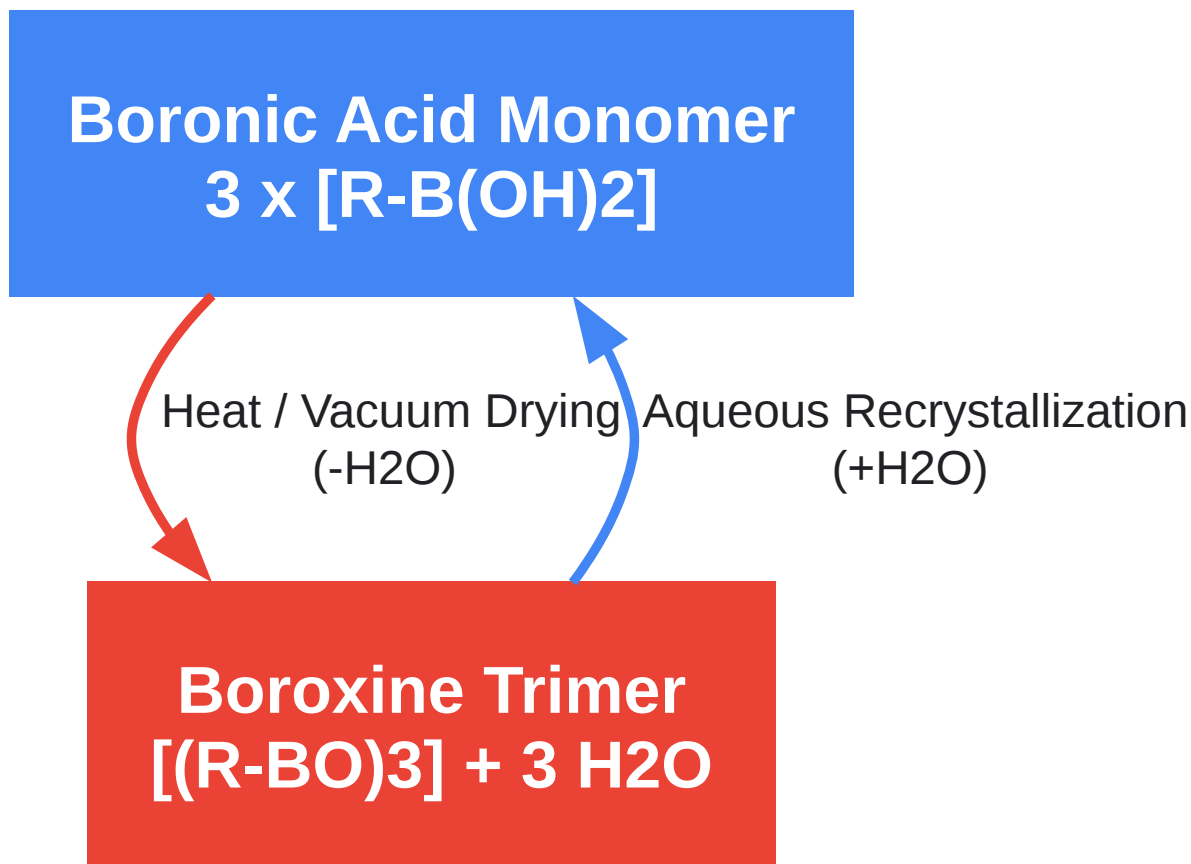 Boronic Acid Monomer
3 x [R-B(OH)2]
Heat / Vacuum Drying
(-H2O)
Aqueous Recrystallization
(+H2O)
Boroxine Trimer
[(R-BO)3] + 3 H2O